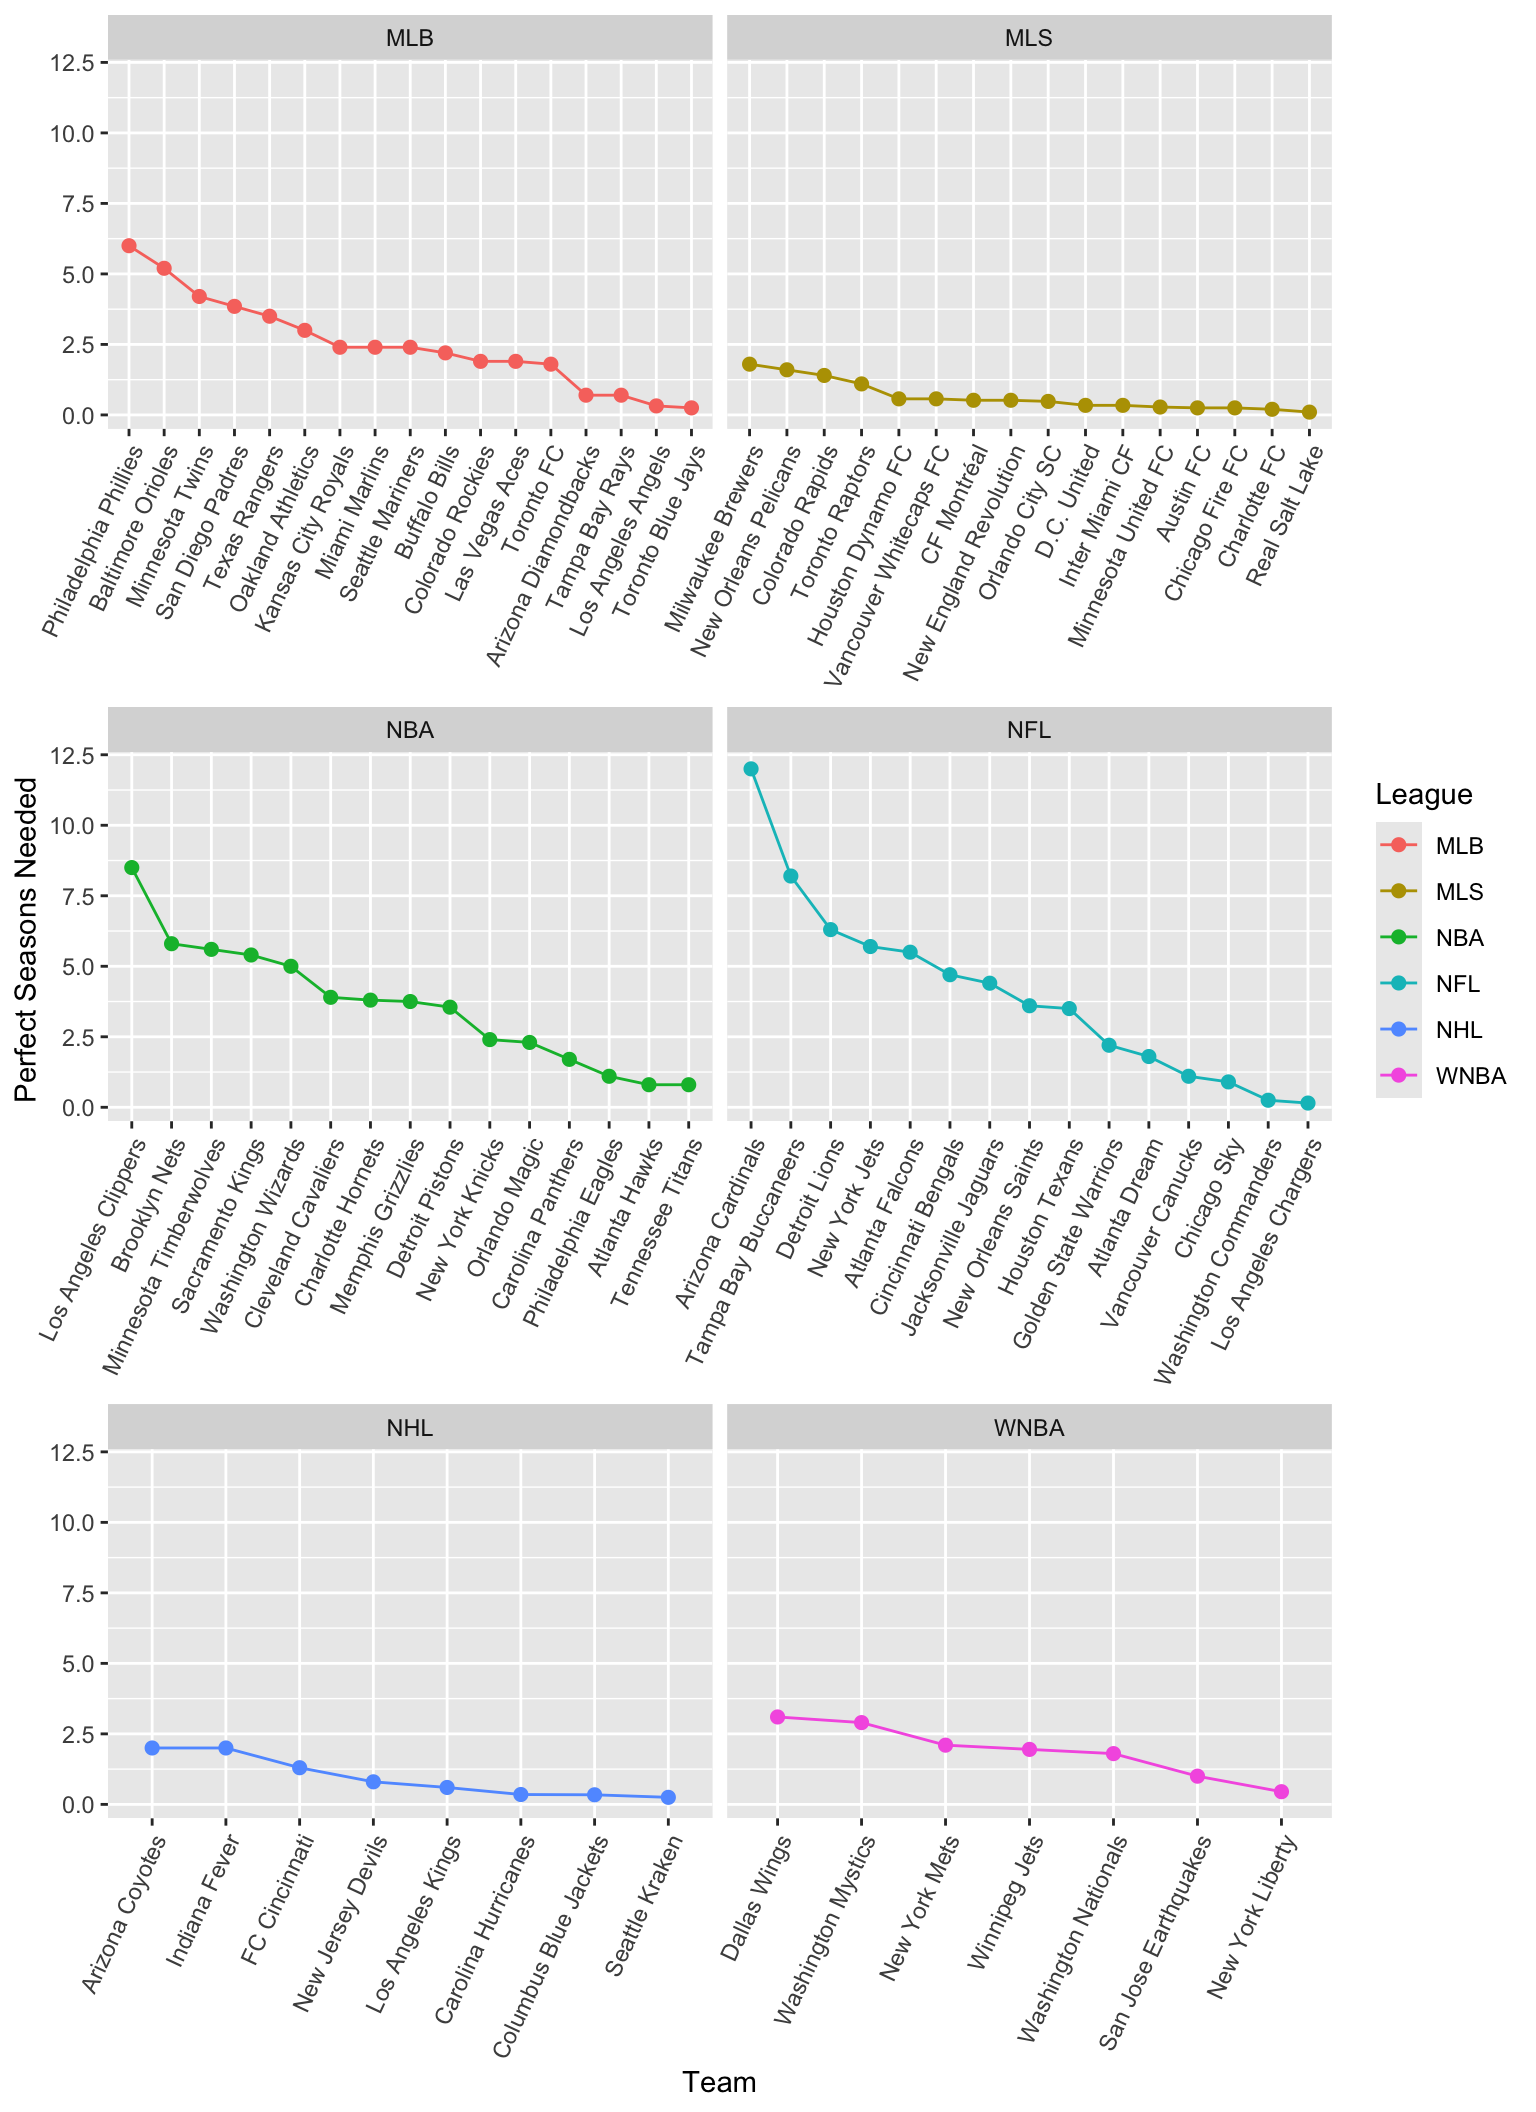 MLB
MLS
12.5
10.0
7.5
5.0
2.5
0.0
Philadelphia Phillies
Baltimore Orioles
Minnesota Twins
San Diego Padres
Texas Rangers
Oakland Athletics
Kansas City Royals
Miami Marlins
Seattle Mariners
Buffalo Bills
Colorado Rockies
Las Vegas Aces
Toronto FC
Arizona Diamondbacks
Tampa Bay Rays
Los Angeles Angels
Toronto Blue Jays
Milwaukee Brewers
New Orleans Pelicans
Colorado Rapids
Toronto Raptors
Houston Dynamo FC
Vancouver Whitecaps FC
CF Montréal
New England Revolution
Orlando City SC
D.C. United
Inter Miami CF
Minnesota United FC
Austin FC
Chicago Fire FC
Charlotte FC
Real Salt Lake
NBA
NFL
12.5
10.0
7.5
5.0
2.5
0.0
Perfect Seasons Needed
Los Angeles Clippers
Brooklyn Nets
Minnesota Timberwolves
Sacramento Kings
Washington Wizards
Cleveland Cavaliers
Charlotte Hornets
Memphis Grizzlies
Detroit Pistons
New York Knicks
Orlando Magic
Carolina Panthers
Philadelphia Eagles
Atlanta Hawks
Tennessee Titans
Arizona Cardinals
Tampa Bay Buccaneers
Detroit Lions
New York Jets
Atlanta Falcons
Cincinnati Bengals
Jacksonville Jaguars
New Orleans Saints
Houston Texans
Golden State Warriors
Atlanta Dream
Vancouver Canucks
Chicago Sky
Washington Commanders
Los Angeles Chargers
League
MLB
MLS
NBA
NFL
NHL
WNBA
NHL
WNBA
12.5
10.0
7.5
5.0
2.5
0.0
Arizona Coyotes
Indiana Fever
FC Cincinnati
New Jersey Devils
Los Angeles Kings
Carolina Hurricanes
Columbus Blue Jackets
Seattle Kraken
Dallas Wings
Washington Mystics
New York Mets
Winnipeg Jets
Washington Nationals
San Jose Earthquakes
New York Liberty
Team